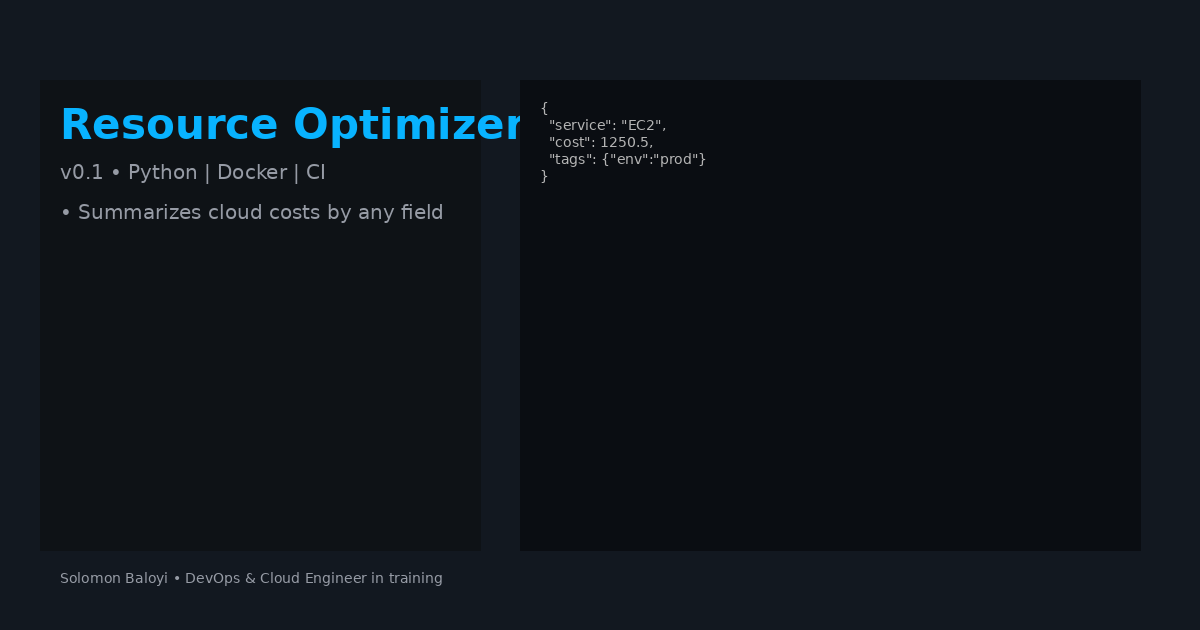 Resource Optimizer
v0.1 • Python | Docker | CI
• Summarizes cloud costs by any field
{
  "service": "EC2",
  "cost": 1250.5,
  "tags": {"env":"prod"}
}
Solomon Baloyi • DevOps & Cloud Engineer in training